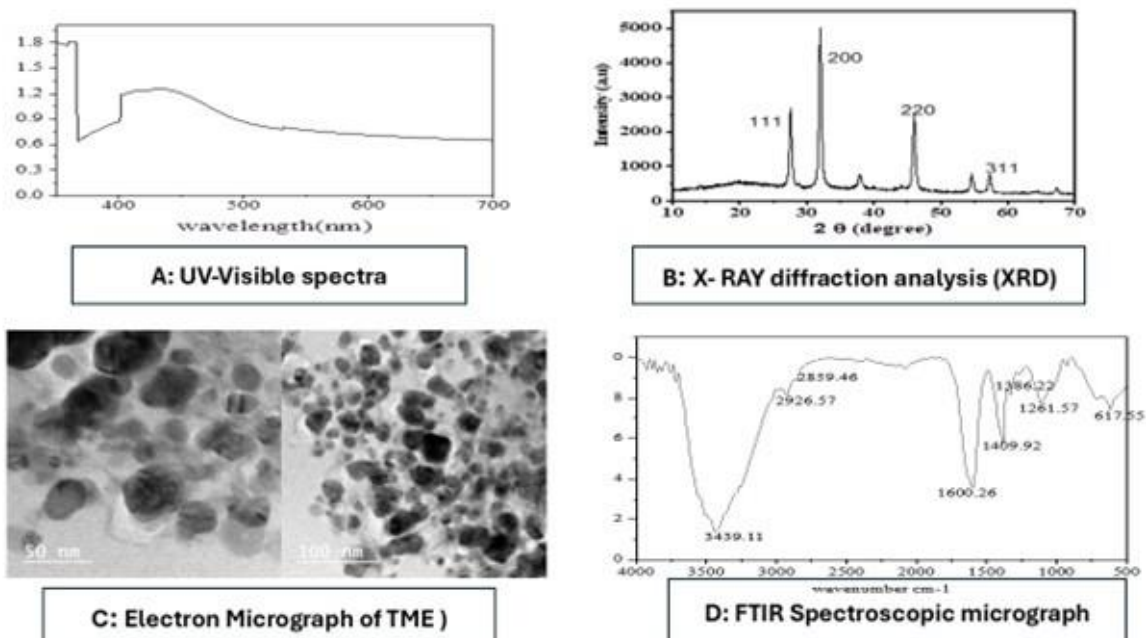 1.8
1.5
1.2
0.9
0.6
0.3
0.0
400
500
600
700
wavelength(nm)
A: UV-Visible spectra
5000
4000
3000
2000
1000
0
Intensity (a.u)
111
200
220
311
10 20 30 40 50 60 70
2 θ (degree)
B: X- RAY diffraction analysis (XRD)
50 nm
100 nm
C: Electron Micrograph of TME )
0
8
6
4
2
0
2859.46
2926.57
3439.11
1600.26
1386.22
1409.92
1261.57
617.55
4000 3500 3000 2500 2000 1500 1000 500
wavenumber cm-1
D: FTIR Spectroscopic micrograph